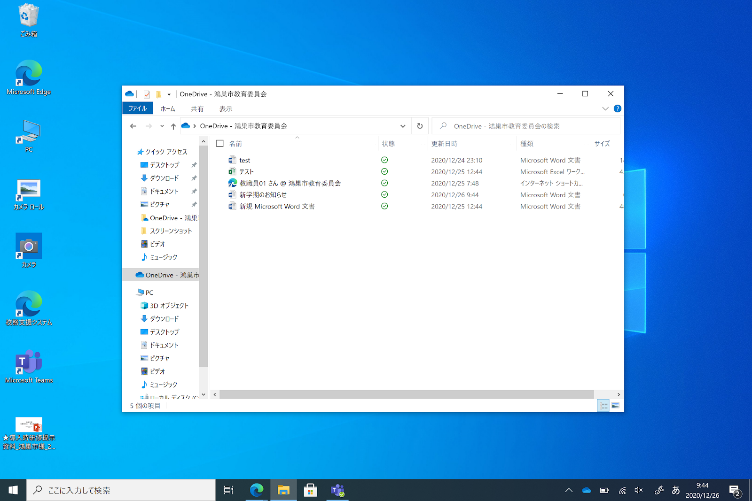 ごみ箱
Microsoft Edge
PC
カメラロール
カメラ
Microsoft Teams
OneDrive - 鴻巣市教育委員会
ファイル ホーム 共有 表示
OneDrive - 鴻巣市教育委員会
OneDrive - 鴻巣市教育委員会の検索
名前 状態 更新日時 種類 サイズ
test 2020/12/24 23:10 Microsoft Word 文書
テスト 2020/12/25 12:44 Microsoft Excel ワーク...
教職員01 さん @ 鴻巣市教育委員会 2020/12/25 7:48 インターネット ショートカ...
新学期のお知らせ 2020/12/26 9:44 Microsoft Word 文書
新規 Microsoft Word 文書 2020/12/25 12:44 Microsoft Word 文書
クイック アクセス
デスクトップ
ダウンロード
ドキュメント
ピクチャ
OneDrive - 鴻巣
スクリーンショット
ビデオ
ミュージック
OneDrive - 鴻巣市
PC
3D オブジェクト
ダウンロード
デスクトップ
ドキュメント
ピクチャ
ビデオ
ミュージック
5 個の項目
ここに入力して検索
あ
9:44
2020/12/26